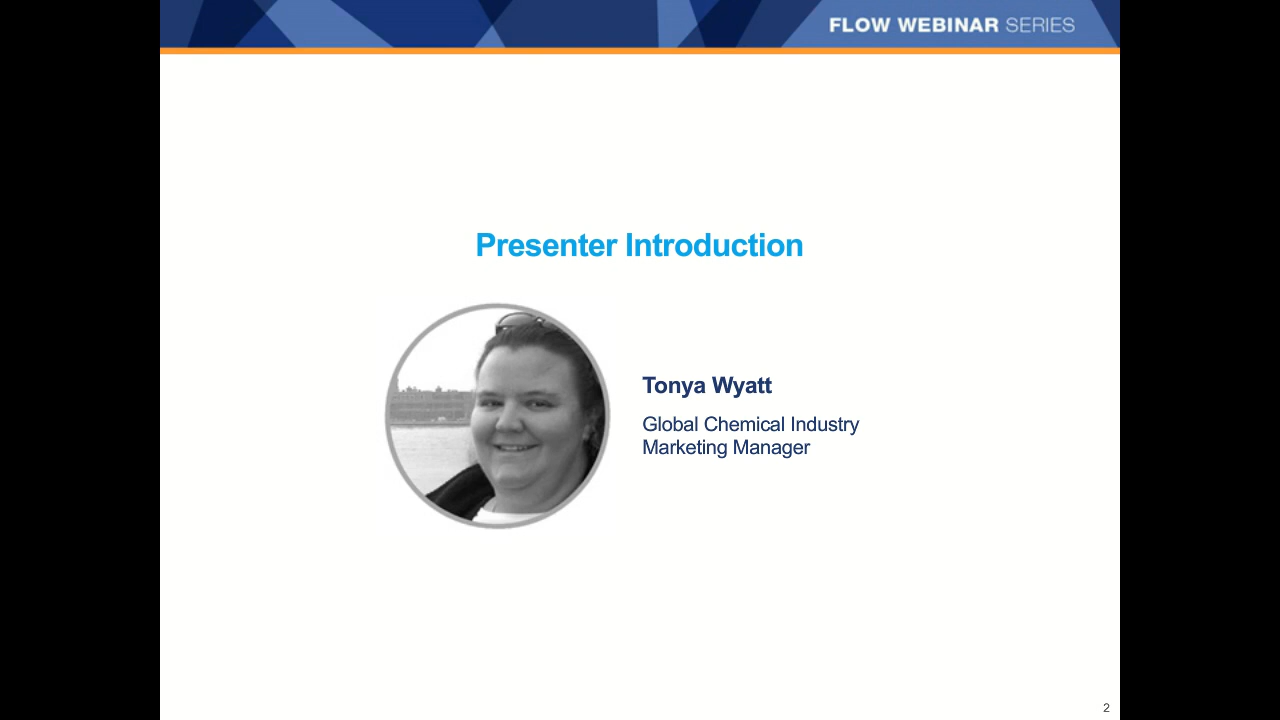 FLOW WEBINAR SERIES
Presenter Introduction
Tonya Wyatt
Global Chemical Industry
Marketing Manager
2